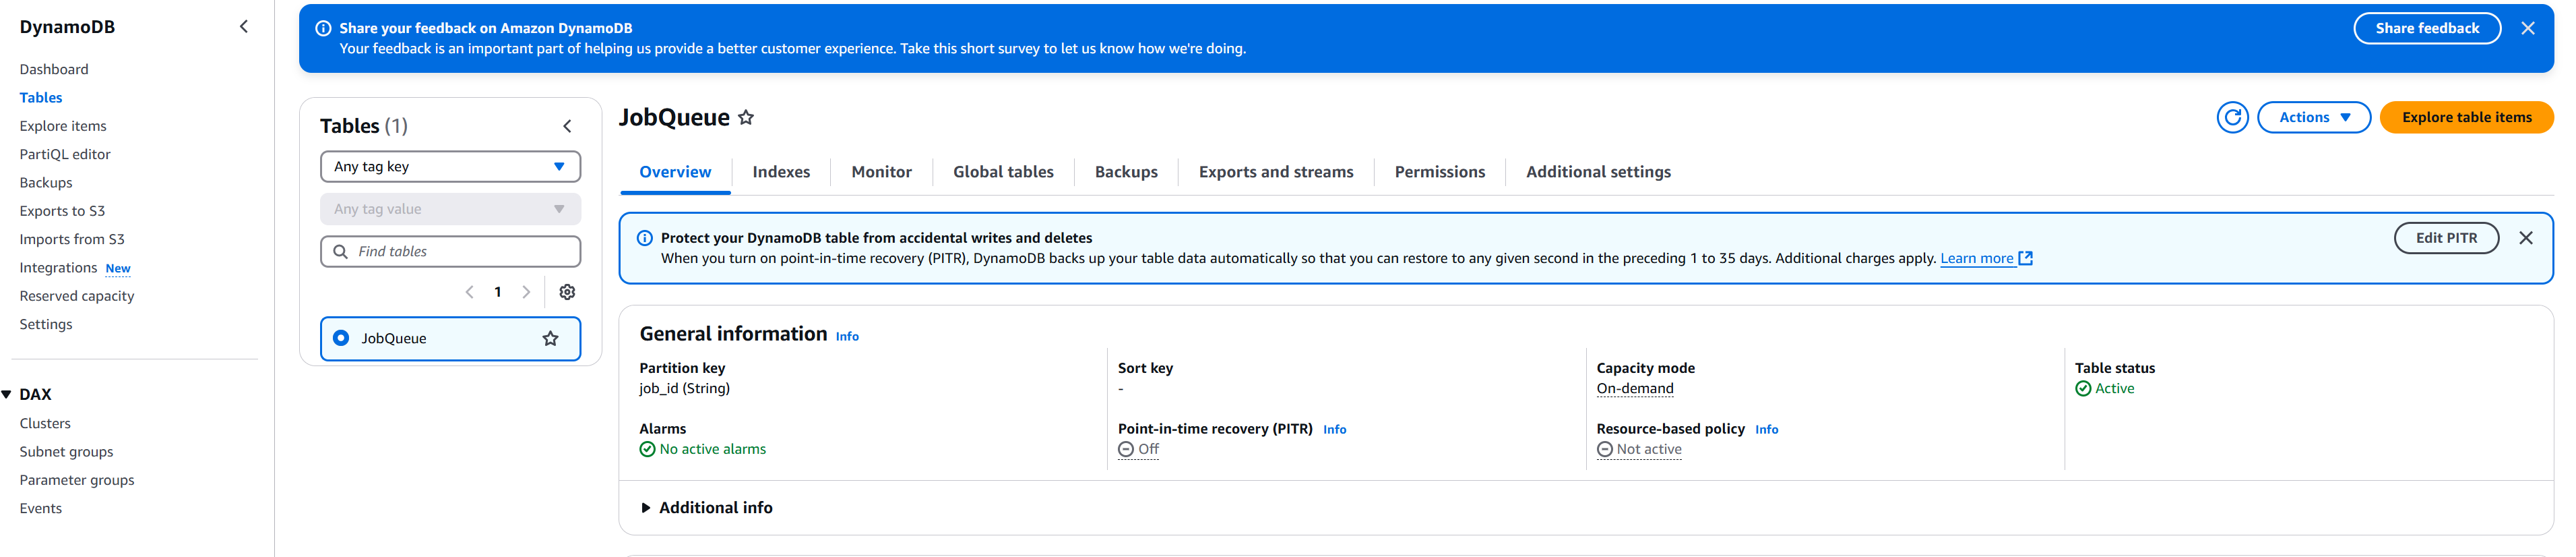 DynamoDB
Dashboard
Tables
Explore items
PartiQL editor
Backups
Exports to S3
Imports from S3
Integrations New
Reserved capacity
Settings
DAX
Clusters
Subnet groups
Parameter groups
Events
Share your feedback on Amazon DynamoDB
Your feedback is an important part of helping us provide a better customer experience. Take this short survey to let us know how we're doing.
Share feedback
Tables (1)
Any tag key
Any tag value
Find tables
1
JobQueue
JobQueue
Actions
Explore table items
Overview
Indexes
Monitor
Global tables
Backups
Exports and streams
Permissions
Additional settings
Protect your DynamoDB table from accidental writes and deletes
When you turn on point-in-time recovery (PITR), DynamoDB backs up your table data automatically so that you can restore to any given second in the preceding 1 to 35 days. Additional charges apply. Learn more
Edit PITR
General information Info
Partition key
job_id (String)
Sort key
-
Capacity mode
On-demand
Table status
Active
Alarms
No active alarms
Point-in-time recovery (PITR) Info
Off
Resource-based policy Info
Not active
Additional info